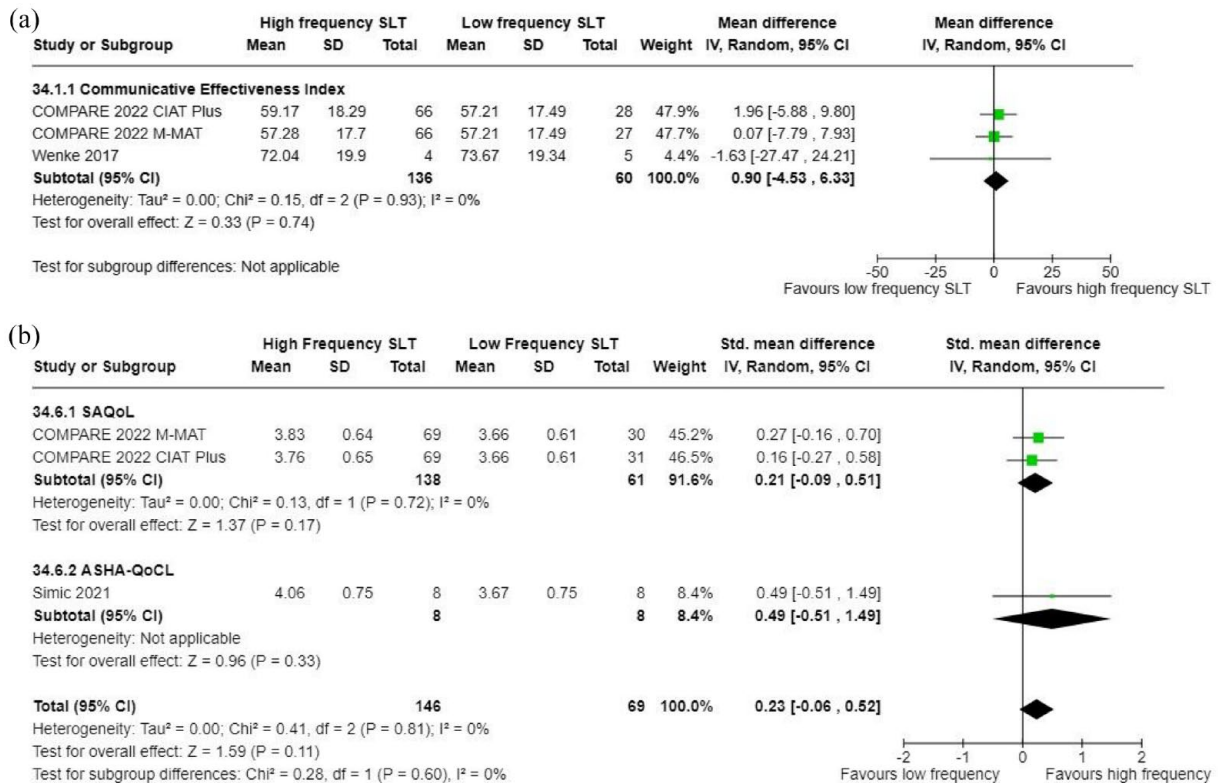 (a)
High frequency SLT Low frequency SLT Mean difference Mean difference
Study or Subgroup Mean SD Total Mean SD Total Weight IV, Random, 95% CI IV, Random, 95% CI
34.1.1 Communicative Effectiveness Index
COMPARE 2022 CIAT Plus 59.17 18.29 66 57.21 17.49 28 47.9% 1.96 [-5.88 , 9.80]
COMPARE 2022 M-MAT 57.28 17.7 66 57.21 17.49 27 47.7% 0.07 [-7.79 , 7.93]
Wenke 2017 72.04 19.9 4 73.67 19.34 5 4.4% -1.63 [-27.47 , 24.21]
Subtotal (95% CI) 136 60 100.0% 0.90 [-4.53 , 6.33]
Heterogeneity: Tau² = 0.00; Chi² = 0.15, df = 2 (P = 0.93); I² = 0%
Test for overall effect: Z = 0.33 (P = 0.74)
Test for subgroup differences: Not applicable
-50 -25 0 25 50
Favours low frequency SLT Favours high frequency SLT
(b)
High Frequency SLT Low Frequency SLT Std. mean difference Std. mean difference
Study or Subgroup Mean SD Total Mean SD Total Weight IV, Random, 95% CI IV, Random, 95% CI
34.6.1 SAQoL
COMPARE 2022 M-MAT 3.83 0.64 69 3.66 0.61 30 45.2% 0.27 [-0.16 , 0.70]
COMPARE 2022 CIAT Plus 3.76 0.65 69 3.66 0.61 31 46.5% 0.16 [-0.27 , 0.58]
Subtotal (95% CI) 138 61 91.6% 0.21 [-0.09 , 0.51]
Heterogeneity: Tau² = 0.00; Chi² = 0.13, df = 1 (P = 0.72); I² = 0%
Test for overall effect: Z = 1.37 (P = 0.17)
34.6.2 ASHA-QoCL
Simic 2021 4.06 0.75 8 3.67 0.75 8 8.4% 0.49 [-0.51 , 1.49]
Subtotal (95% CI) 8 8 8.4% 0.49 [-0.51 , 1.49]
Heterogeneity: Not applicable
Test for overall effect: Z = 0.96 (P = 0.33)
Total (95% CI) 146 69 100.0% 0.23 [-0.06 , 0.52]
Heterogeneity: Tau² = 0.00; Chi² = 0.41, df = 2 (P = 0.81); I² = 0%
Test for overall effect: Z = 1.59 (P = 0.11)
-2 -1 0 1 2
Test for subgroup differences: Chi² = 0.28, df = 1 (P = 0.60), I² = 0% Favours low frequency Favours high frequency